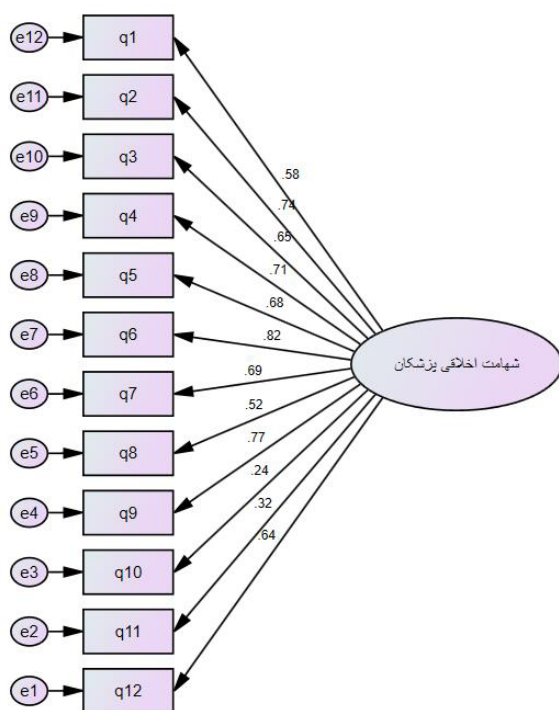 e12 q1
e11 q2
e10 q3
e9 q4
e8 q5
e7 q6
e6 q7
e5 q8
e4 q9
e3 q10
e2 q11
e1 q12
.58
.74
.65
.71
.68
.82
.69
.52
.77
.24
.32
.64
شهامت اخلاقی پزشکان